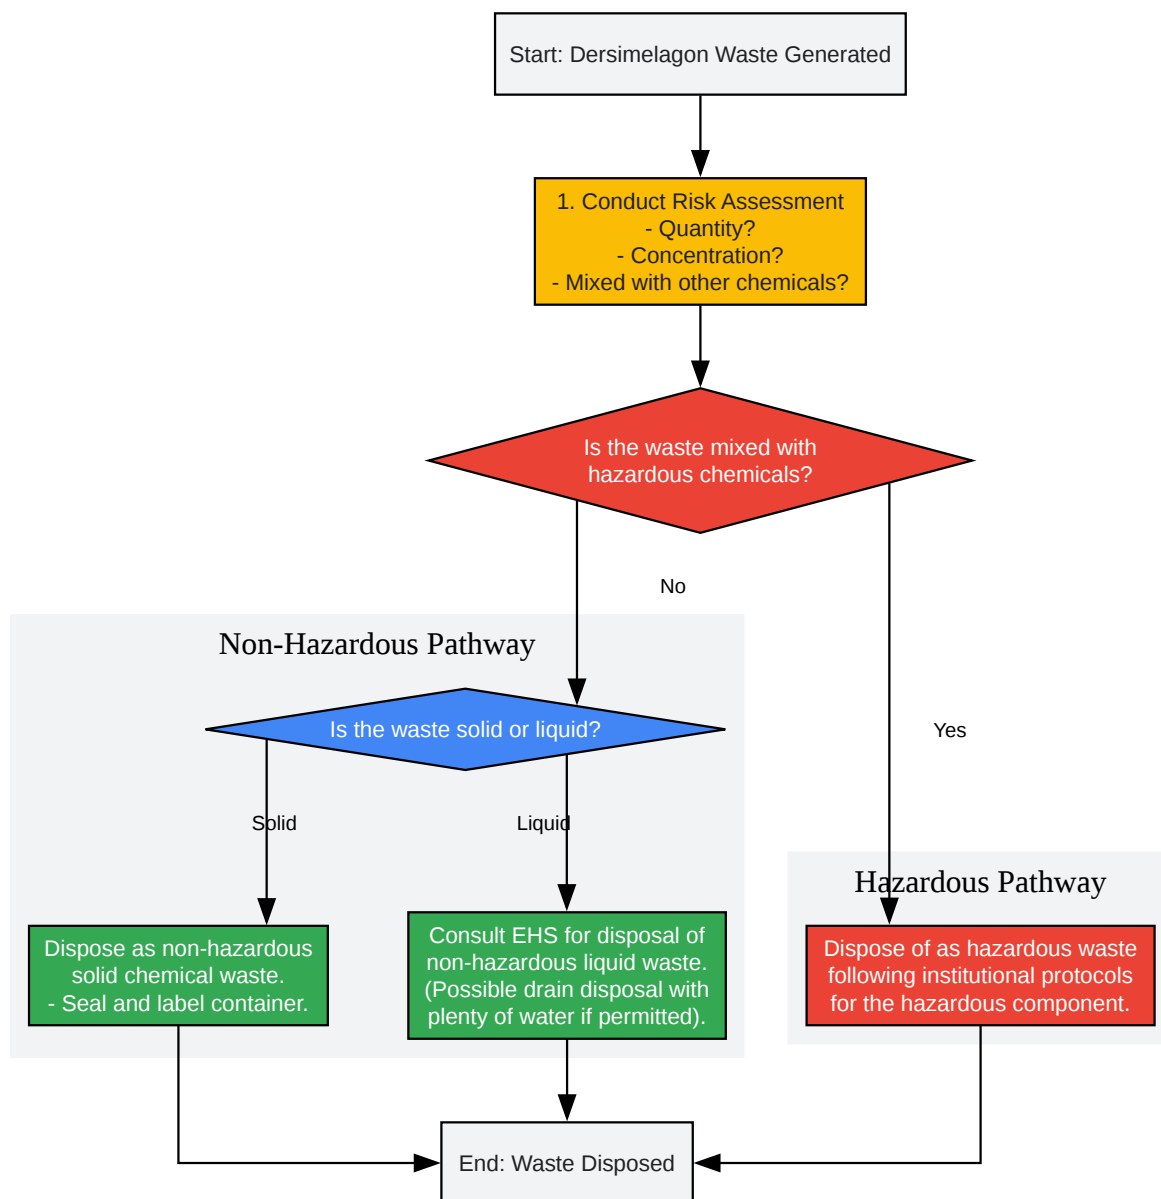 Start: Dersimelagon Waste Generated
1. Conduct Risk Assessment
- Quantity?
- Concentration?
- Mixed with other chemicals?
Is the waste mixed with
hazardous chemicals?
No
Non-Hazardous Pathway
Is the waste solid or liquid?
Yes
Solid
Liquid
Hazardous Pathway
Dispose as non-hazardous
solid chemical waste.
- Seal and label container.
Consult EHS for disposal of
non-hazardous liquid waste.
(Possible drain disposal with
plenty of water if permitted).
Dispose of as hazardous waste
following institutional protocols
for the hazardous component.
End: Waste Disposed